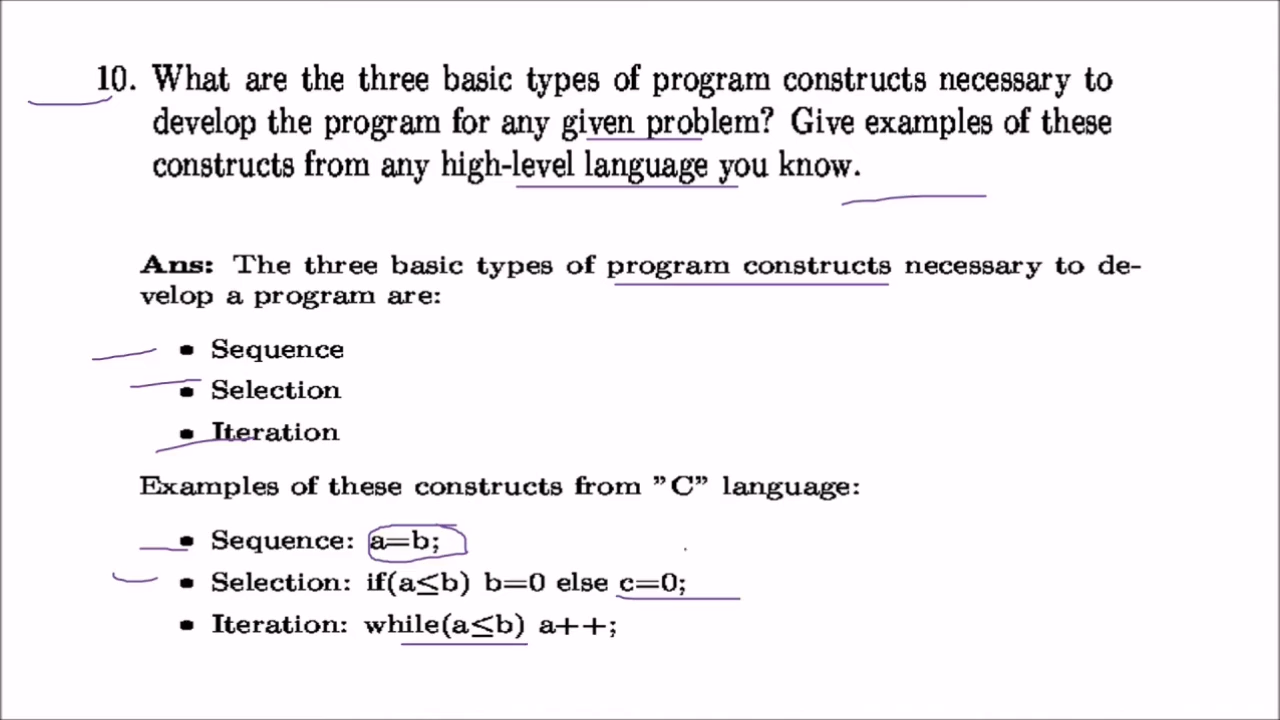 10. What are the three basic types of program constructs necessary to
develop the program for any given problem? Give examples of these
constructs from any high-level language you know.
Ans: The three basic types of program constructs necessary to de-
velop a program are:
• Sequence
• Selection
• Iteration
Examples of these constructs from ”C” language:
• Sequence: a=b;
• Selection: if(a≤b) b=0 else c=0;
• Iteration: while(a≤b) a++;